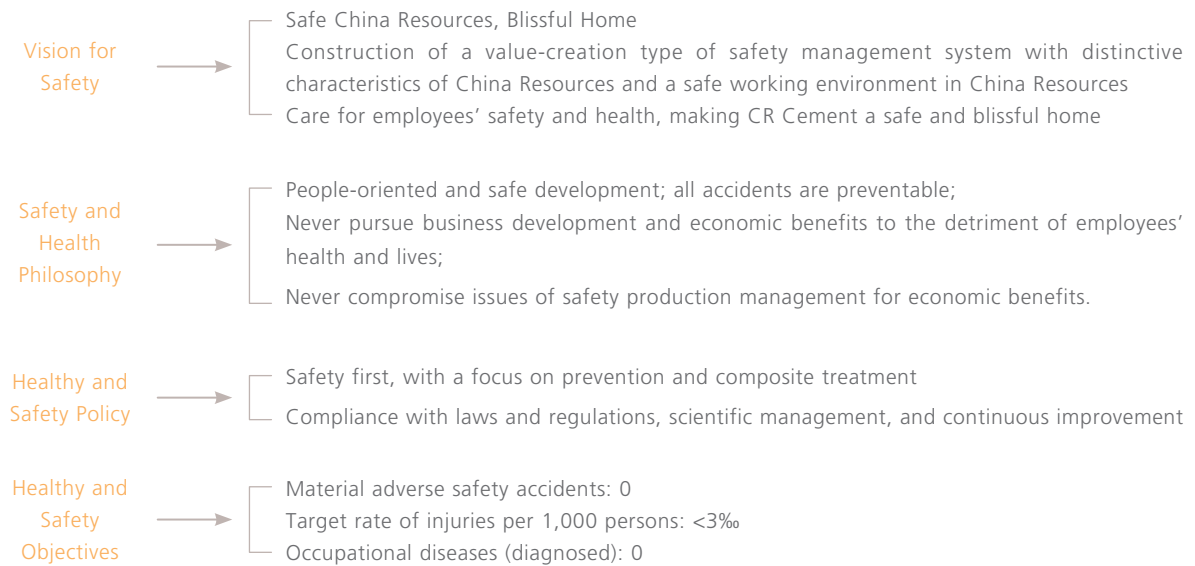 Vision for
Safety
Safe China Resources, Blissful Home
Construction of a value-creation type of safety management system with distinctive
characteristics of China Resources and a safe working environment in China Resources
Care for employees’ safety and health, making CR Cement a safe and blissful home
Safety and
Health
Philosophy
People-oriented and safe development; all accidents are preventable;
Never pursue business development and economic benefits to the detriment of employees’
health and lives;
Never compromise issues of safety production management for economic benefits.
Healthy and
Safety Policy
Safety first, with a focus on prevention and composite treatment
Compliance with laws and regulations, scientific management, and continuous improvement
Healthy and
Safety
Objectives
Material adverse safety accidents: 0
Target rate of injuries per 1,000 persons: <3‰
Occupational diseases (diagnosed): 0